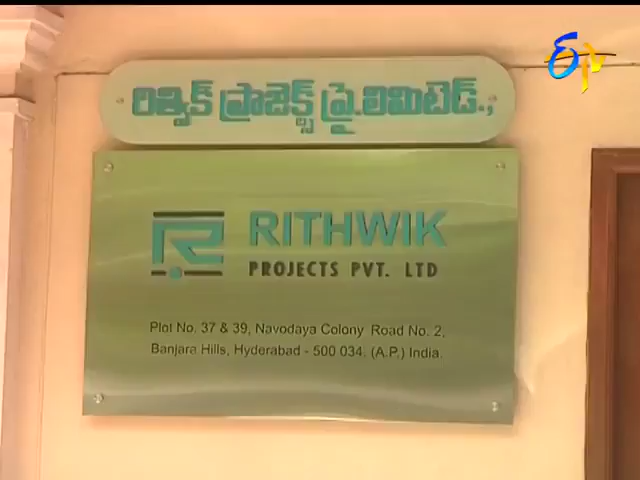 ఈటీవీ
రిత్విక్ ప్రాజెక్ట్స్ ప్రై.లిమిటెడ్.,
RITHWIK
PROJECTS PVT. LTD
Plot No. 37 & 39, Navodaya Colony Road No. 2,
Banjara Hills, Hyderabad - 500 034. (A.P.) India.